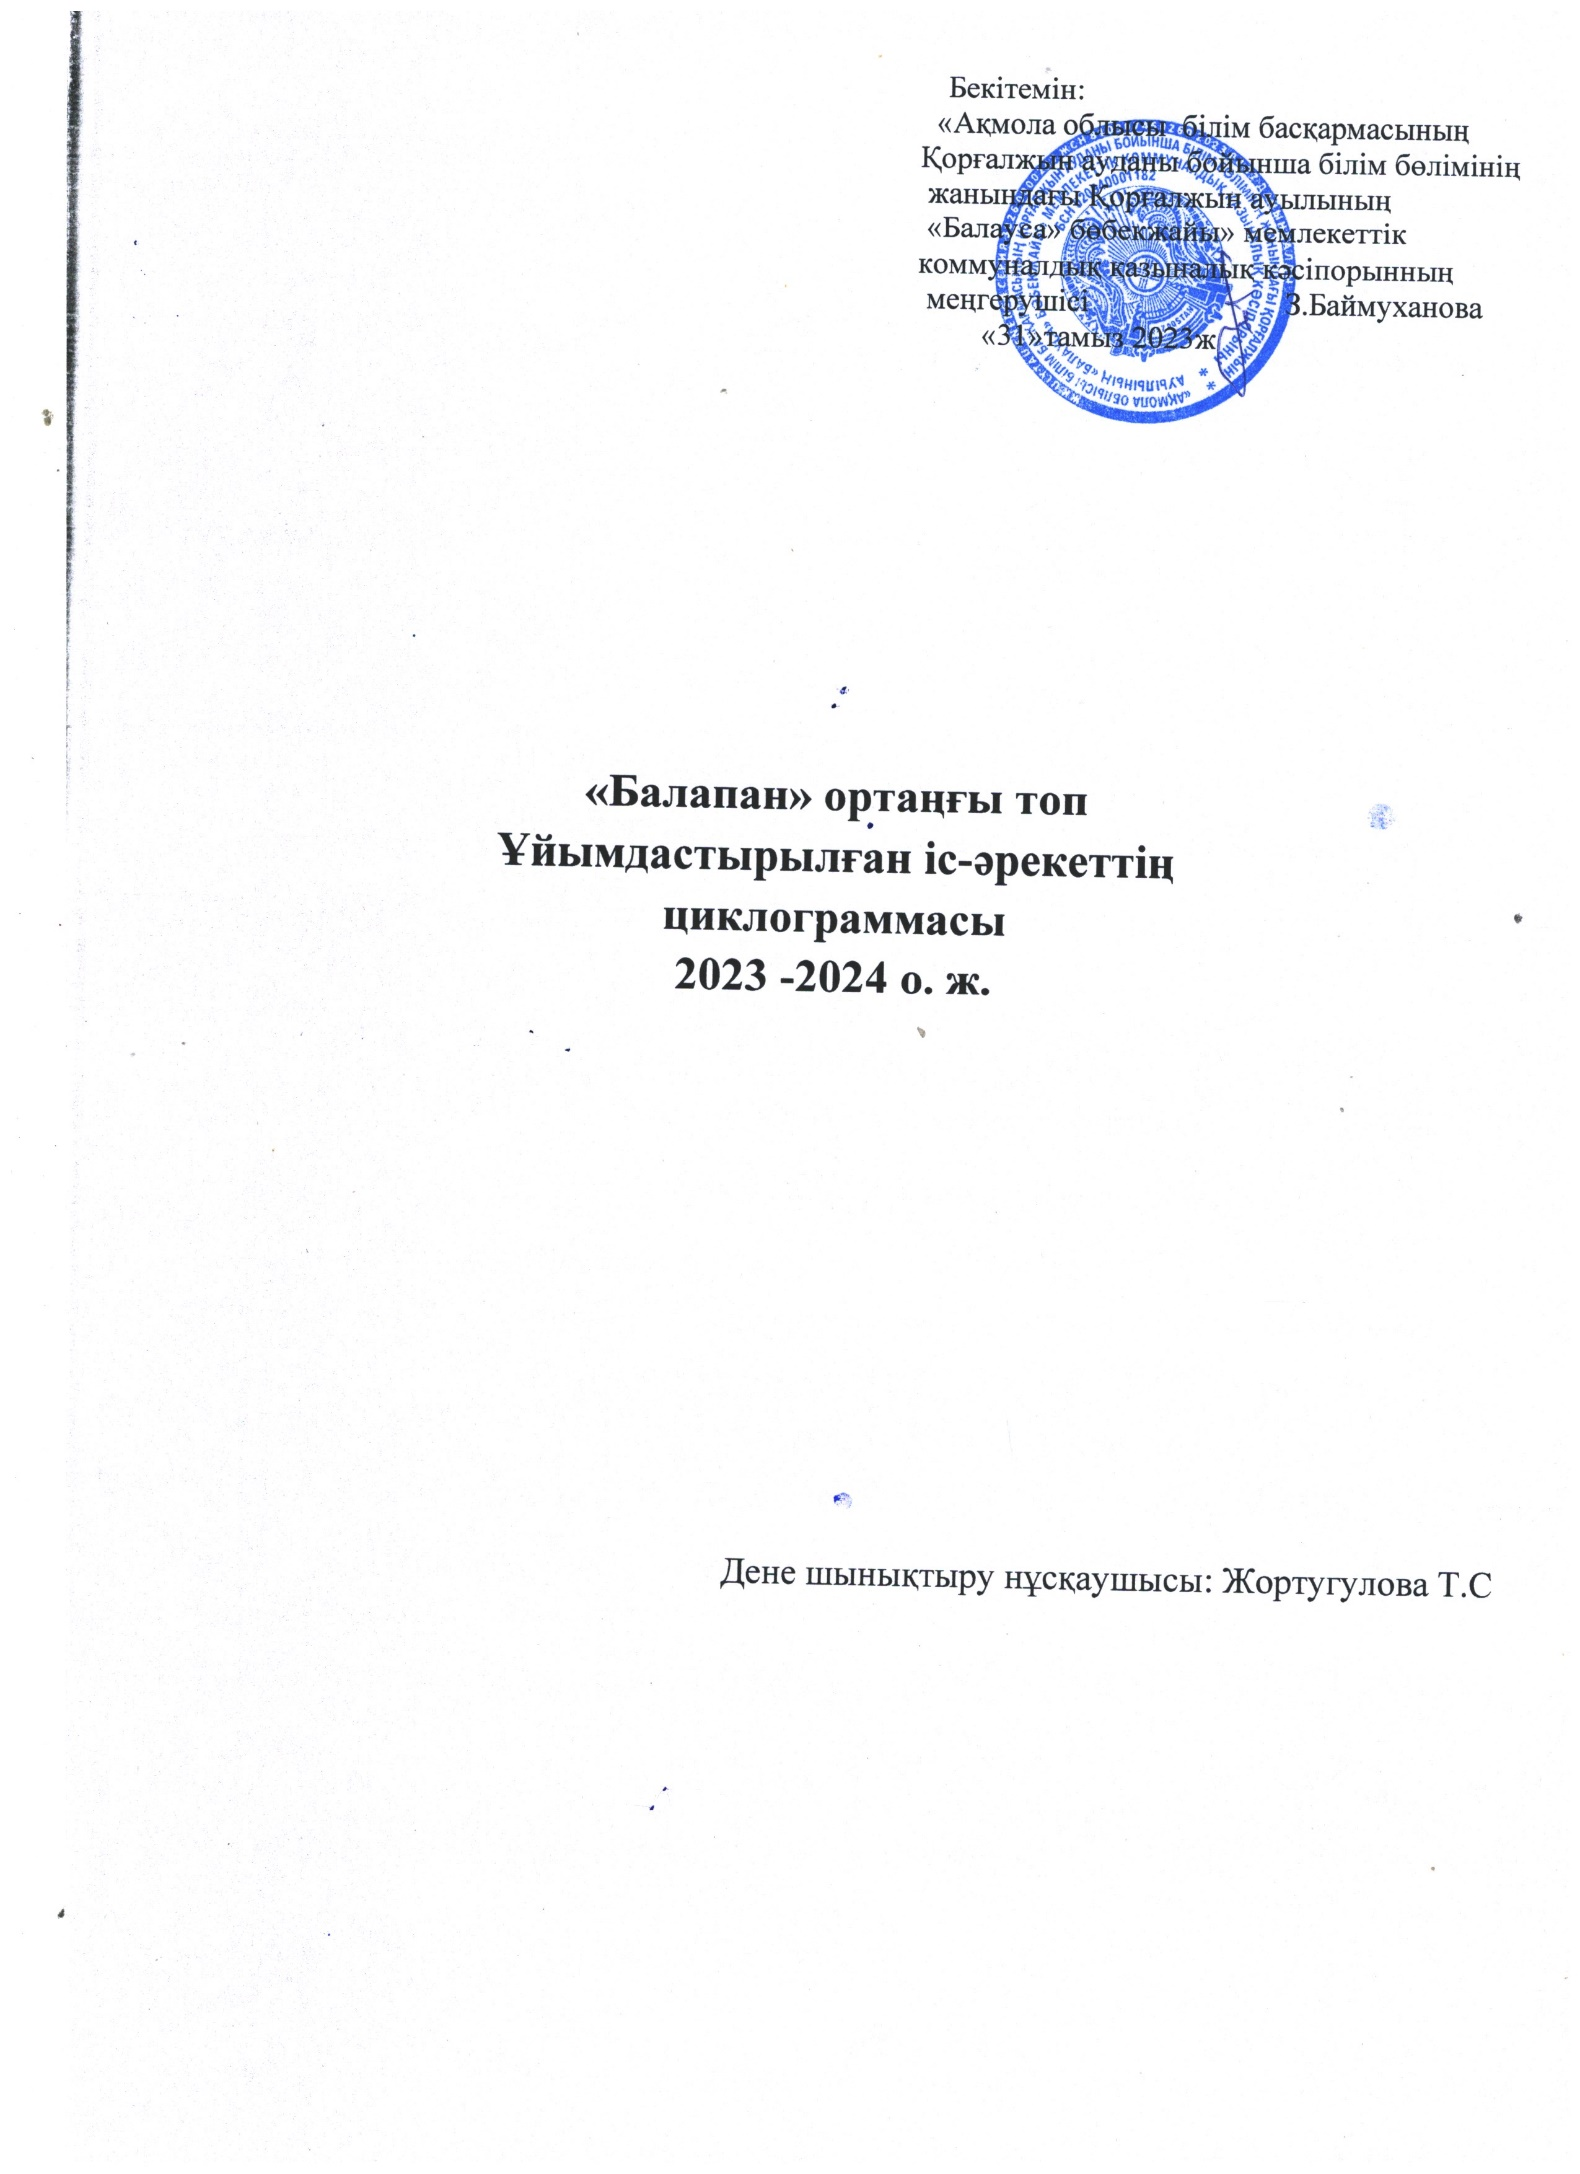 Бекітемін:
«Ақмола облысы білім басқармасының
Қорғалжын ауданы бойынша білім бөлімінің
жанындағы Қорғалжын ауылының
«Балауса» бөбекжайы» мемлекеттік
коммуналдық қазыналық кәсіпорынның
меңгерушісі З.Баймуханова
«31»тамыз 2023ж
«Балапан» ортаңғы топ
Ұйымдастырылған іс-әрекеттің
циклограммасы
2023 -2024 о. ж.
Дене шынықтыру нұсқаушысы: Жортугулова Т.С